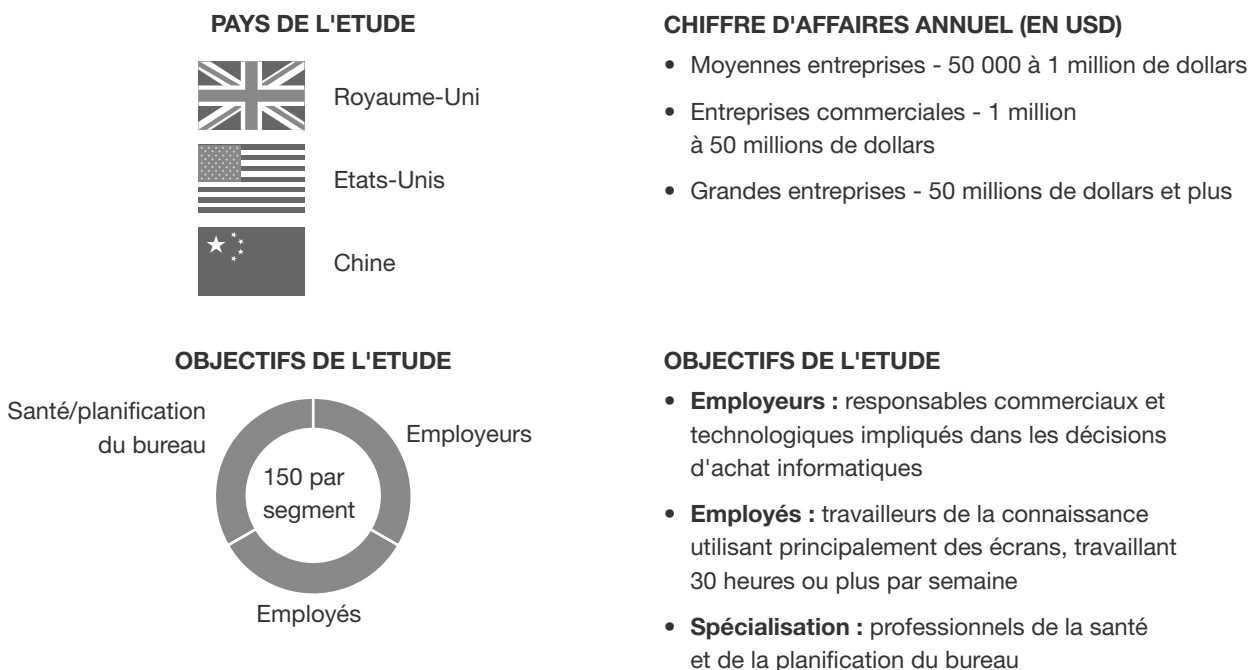 PAYS DE L'ETUDE
Royaume-Uni
Etats-Unis
Chine
CHIFFRE D'AFFAIRES ANNUEL (EN USD)
• Moyennes entreprises - 50 000 à 1 million de dollars
• Entreprises commerciales - 1 million
à 50 millions de dollars
• Grandes entreprises - 50 millions de dollars et plus
OBJECTIFS DE L'ETUDE
Santé/planification
du bureau
Employeurs
150 par
segment
Employés
OBJECTIFS DE L'ETUDE
• Employeurs : responsables commerciaux et
technologiques impliqués dans les décisions
d'achat informatiques
• Employés : travailleurs de la connaissance
utilisant principalement des écrans, travaillant
30 heures ou plus par semaine
• Spécialisation : professionnels de la santé
et de la planification du bureau